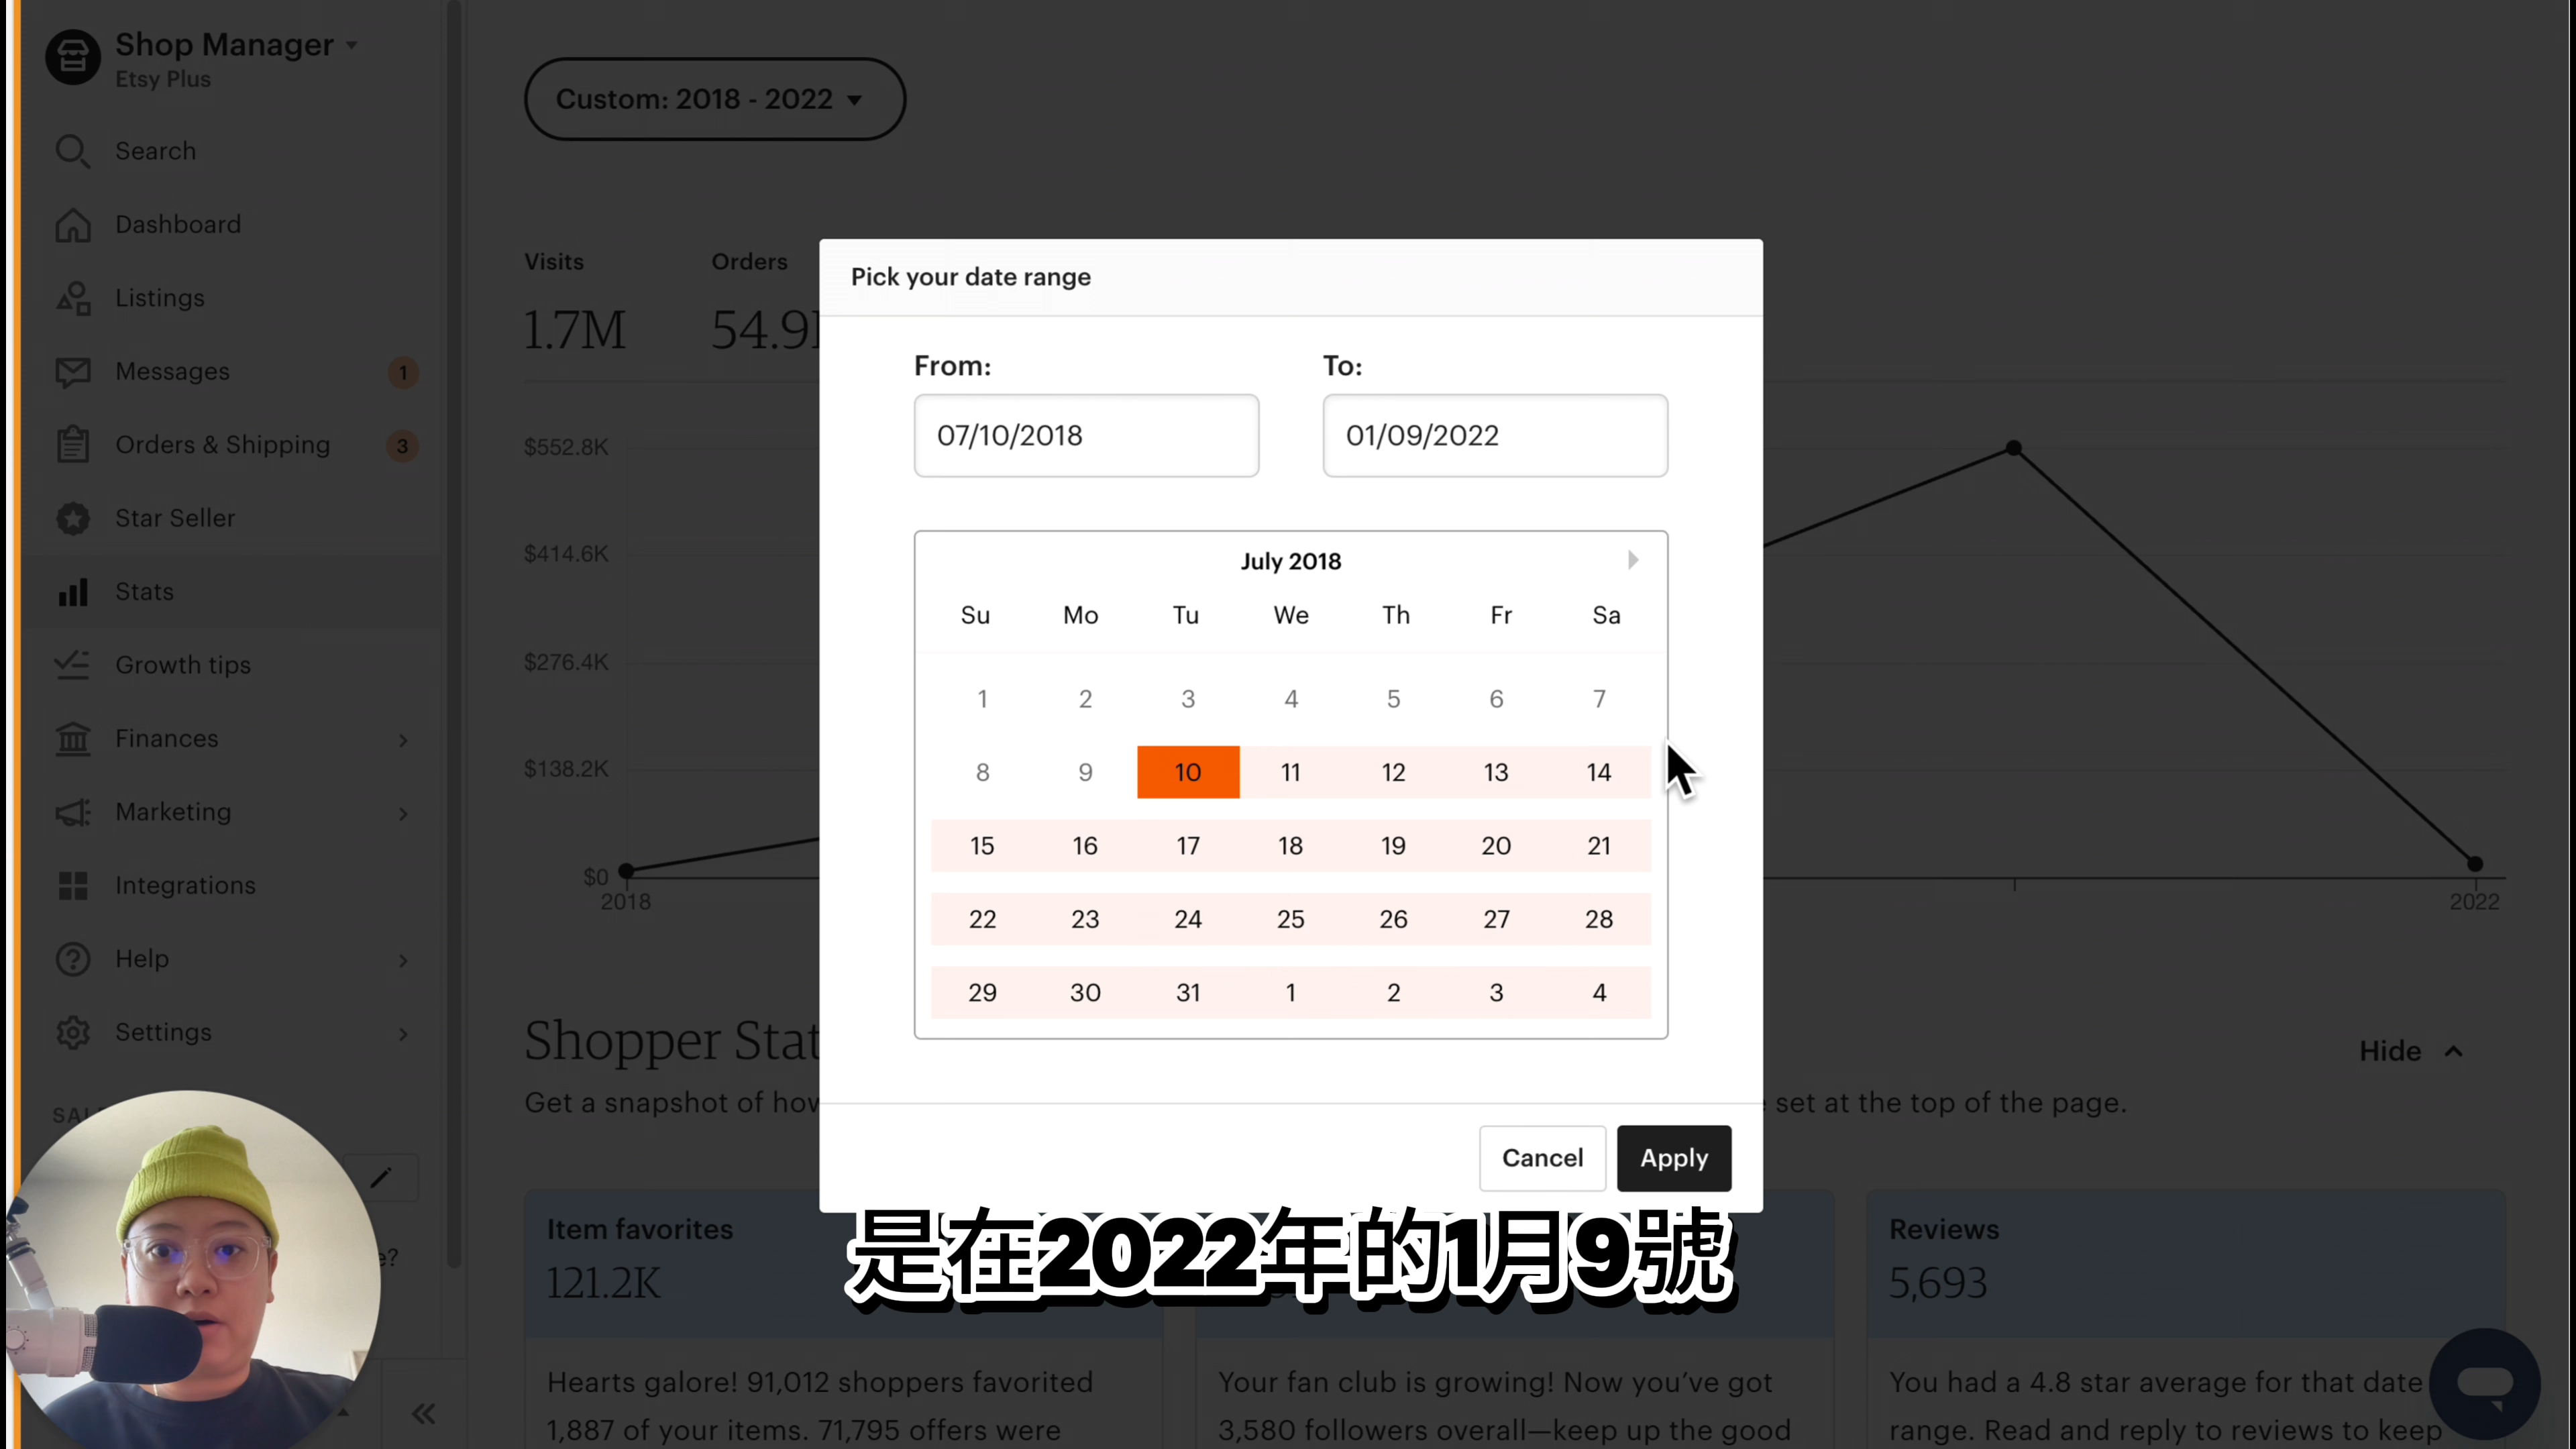 Shop Manager
Etsy Plus
Search
Dashboard
Listings
Messages 1
Orders & Shipping 3
Star Seller
Stats
Growth tips
Finances
Marketing
Integrations
Help
Settings
Custom: 2018 - 2022
Visits
1.7M
Orders
$552.8K
$414.6K
$276.4K
$138.2K
$0
2018
2022
Pick your date range
From:
07/10/2018
To:
01/09/2022
July 2018
Su Mo Tu We Th Fr Sa
1 2 3 4 5 6 7
8 9 10 11 12 13 14
15 16 17 18 19 20 21
22 23 24 25 26 27 28
29 30 31 1 2 3 4
Cancel Apply
Shopper
Hide
Get a snapshot of
set at the top of the page.
是在2022年的1月9號
Item favorites
121.2K
Hearts galore! 91,012 shoppers favorited
1,887 of your items. 71,795 offers were
Your fan club is growing! Now you've got
3,580 followers overall—keep up the good
Reviews
5,693
You had a 4.8 star average for that date
range. Read and reply to reviews to keep